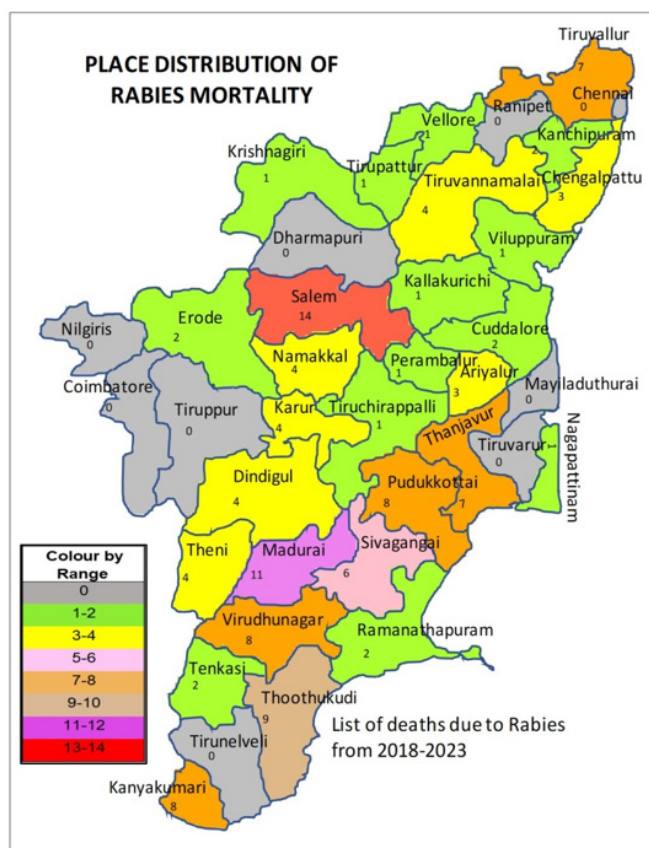 PLACE DISTRIBUTION OF
RABIES MORTALITY
Tiruvallur
7
Chennai
0
Ranipet
0
Vellore
1
Kanchipuram
2
Krishnagiri
1
Tirupattur
1
Tiruvannamalai
4
Chengalpattu
3
Dharmapuri
0
Viluppuram
1
Kallakurichi
1
Salem
14
Erode
2
Nilgiris
0
Cuddalore
2
Namakkal
4
Perambalur
1
Ariyalur
3
Mayiladuthurai
0
Coimbatore
0
Tiruppur
0
Karur
4
Tiruchirappalli
1
Thanjavur
7
Tiruvarur
0
Nagapattinam
1
Dindigul
4
Pudukkottai
8
Theni
4
Madurai
11
Sivagangai
6
Virudhunagar
8
Ramanathapuram
2
Tenkasi
2
Thoothukudi
9
Tirunelveli
0
Kanyakumari
8
Colour by
Range
0
1-2
3-4
5-6
7-8
9-10
11-12
13-14
List of deaths due to Rabies
from 2018-2023